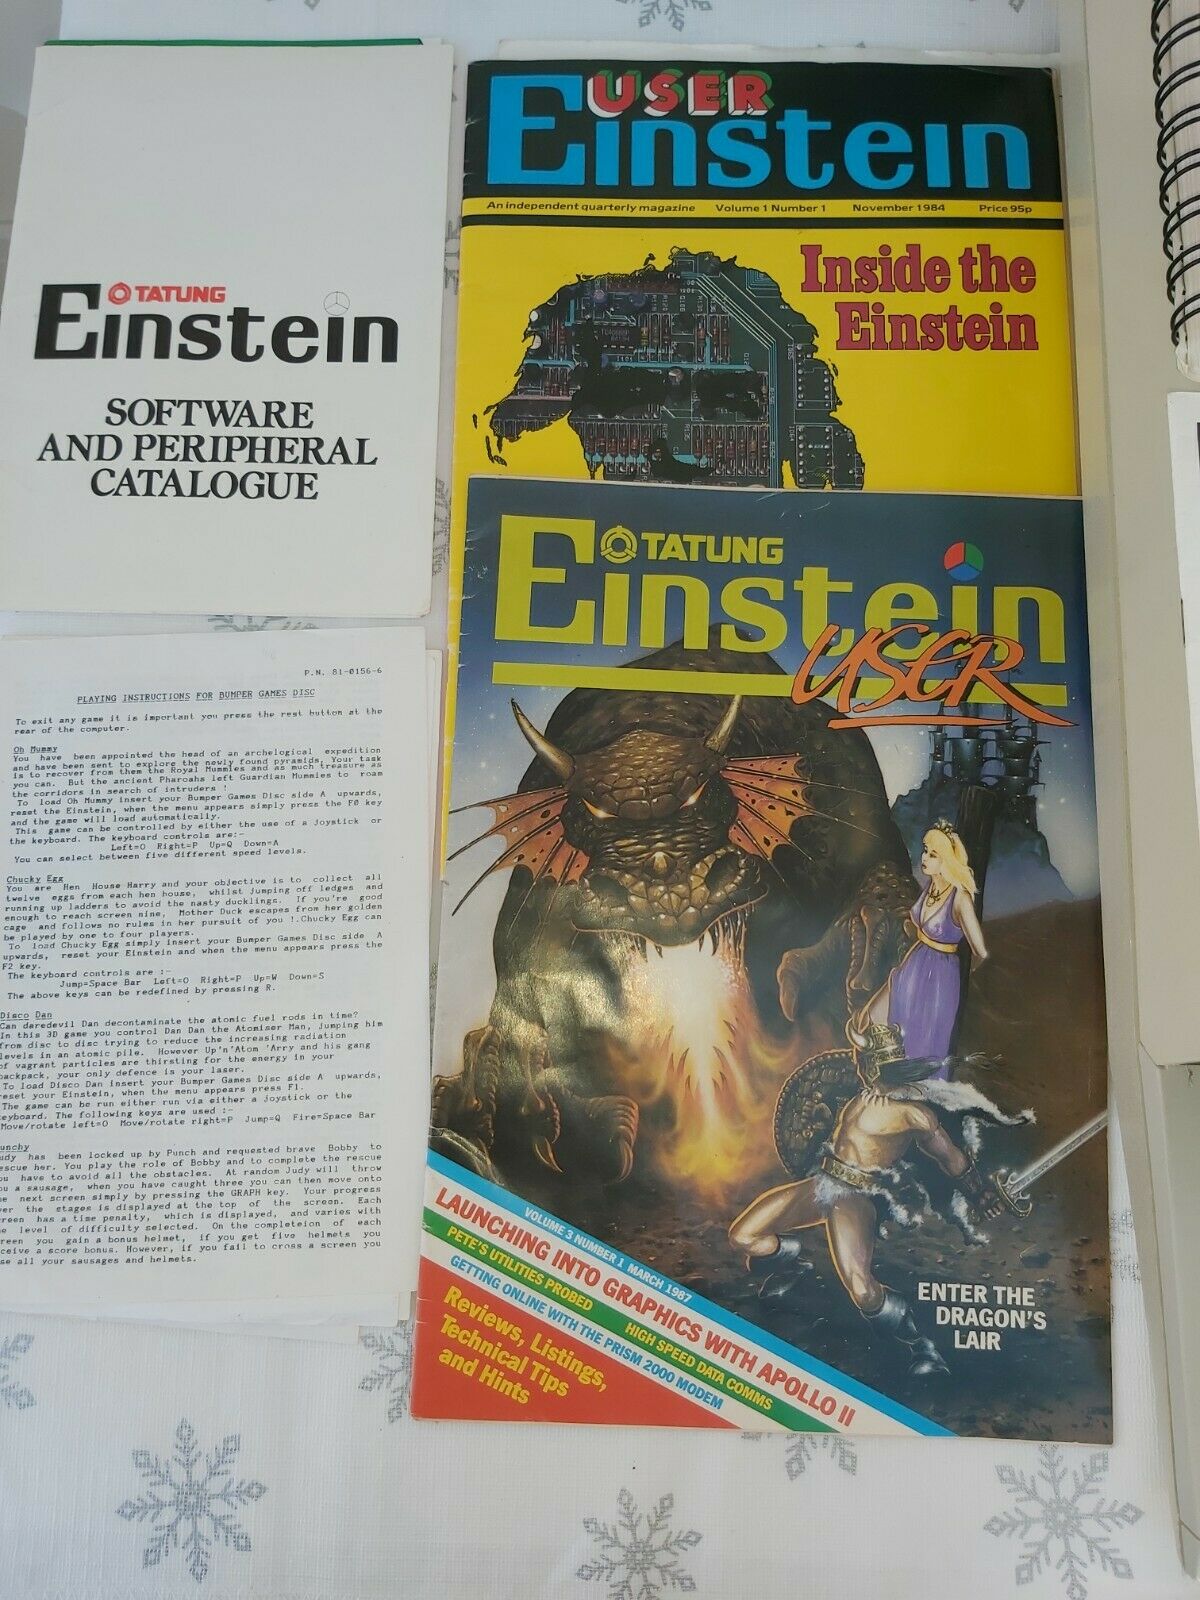 TATUNG
Einstein
SOFTWARE
AND PERIPHERAL
CATALOGUE
USER
Einstein
An independent quarterly magazine Volume 1 Number 1 November 1984 Price 95p
Inside the
Einstein
TATUNG
Einstein
USER
VOLUME 3 NUMBER 1 MARCH 1987
LAUNCHING INTO GRAPHICS WITH APOLLO II
PETE'S UTILITIES PROBED HIGH SPEED DATA COMMS
GETTING ONLINE WITH THE PRISM 2000 MODEM
Reviews, Listings,
Technical Tips
and Hints
ENTER THE
DRAGON'S
LAIR
P.N. 81-0156-6
PLAYING INSTRUCTIONS FOR BUMPER GAMES DISC
To exit any game it is important you press the rest button at the
rear of the computer.
Oh Mummy
You have been appointed the head of an archelogical expedition
and have been sent to explore the newly found pyramids. Your task
is to recover from them the Royal Mummies and as much treasure as
you can. But the ancient Pharoahs left Guardian Mummies to roam
the corridors in search of intruders !
To load Oh Mummy insert your Bumper Games Disc side A upwards,
reset the Einstein, when the menu appears simply press the F0 key
and the game will load automatically.
This game can be controlled by either the use of a Joystick or
the keyboard. The keyboard controls are:-
Left=O Right=P Up=Q Down=A
You can select between five different speed levels.
Chucky Egg
You are Hen House Harry and your objective is to collect all
twelve eggs from each hen house, whilst jumping off ledges and
running up ladders to avoid the nasty ducklings. If you're good
enough to reach screen nine, Mother Duck escapes from her golden
cage and follows no rules in her pursuit of you !.Chucky Egg can
be played by one to four players.
To load Chucky Egg simply insert your Bumper Games Disc side A
upwards, reset your Einstein and when the menu appears press the
F2 key.
The keyboard controls are :-
Jump=Space Bar Left=O Right=P Up=W Down=S
The above keys can be redefined by pressing R.
Disco Dan
Can daredevil Dan decontaminate the atomic fuel rods in time?
In this 3D game you control Dan Dan the Atomiser Man, jumping him
from disc to disc trying to reduce the increasing radiation
levels in an atomic pile. However Up'n'Atom 'Arry and his gang
of vagrant particles are thirsting for the energy in your
backpack, your only defence is your laser.
To load Disco Dan insert your Bumper Games Disc side A upwards,
reset your Einstein, when the menu appears press F1.
The game can be run either run via either a joystick or the
keyboard. The following keys are used :-
Move/rotate left=O Move/rotate right=P Jump=Q Fire=Space Bar
unchy
udy has been locked up by Punch and requested brave Bobby to
escue her. You play the role of Bobby and to complete the rescue
ou have to avoid all the obstacles. At random Judy will throw
ou a sausage, when you have caught three you can then move onto
he next screen simply by pressing the GRAPH key. Your progress
ver the stages is displayed at the top of the screen. Each
reen has a time penalty, which is displayed, and varies with
he level of difficulty selected. On the completeion of each
reen you gain a bonus helmet, if you get five helmets you
ceive a score bonus. However, if you fail to cross a screen you
se all your sausages and helmets.